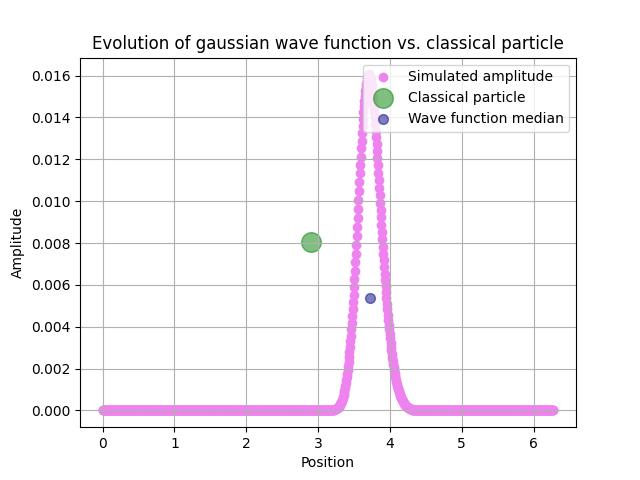 Evolution of gaussian wave function vs. classical particle
Simulated amplitude
Classical particle
Wave function median
Amplitude
0.016
0.014
0.012
0.010
0.008
0.006
0.004
0.002
0.000
0 1 2 3 4 5 6
Position